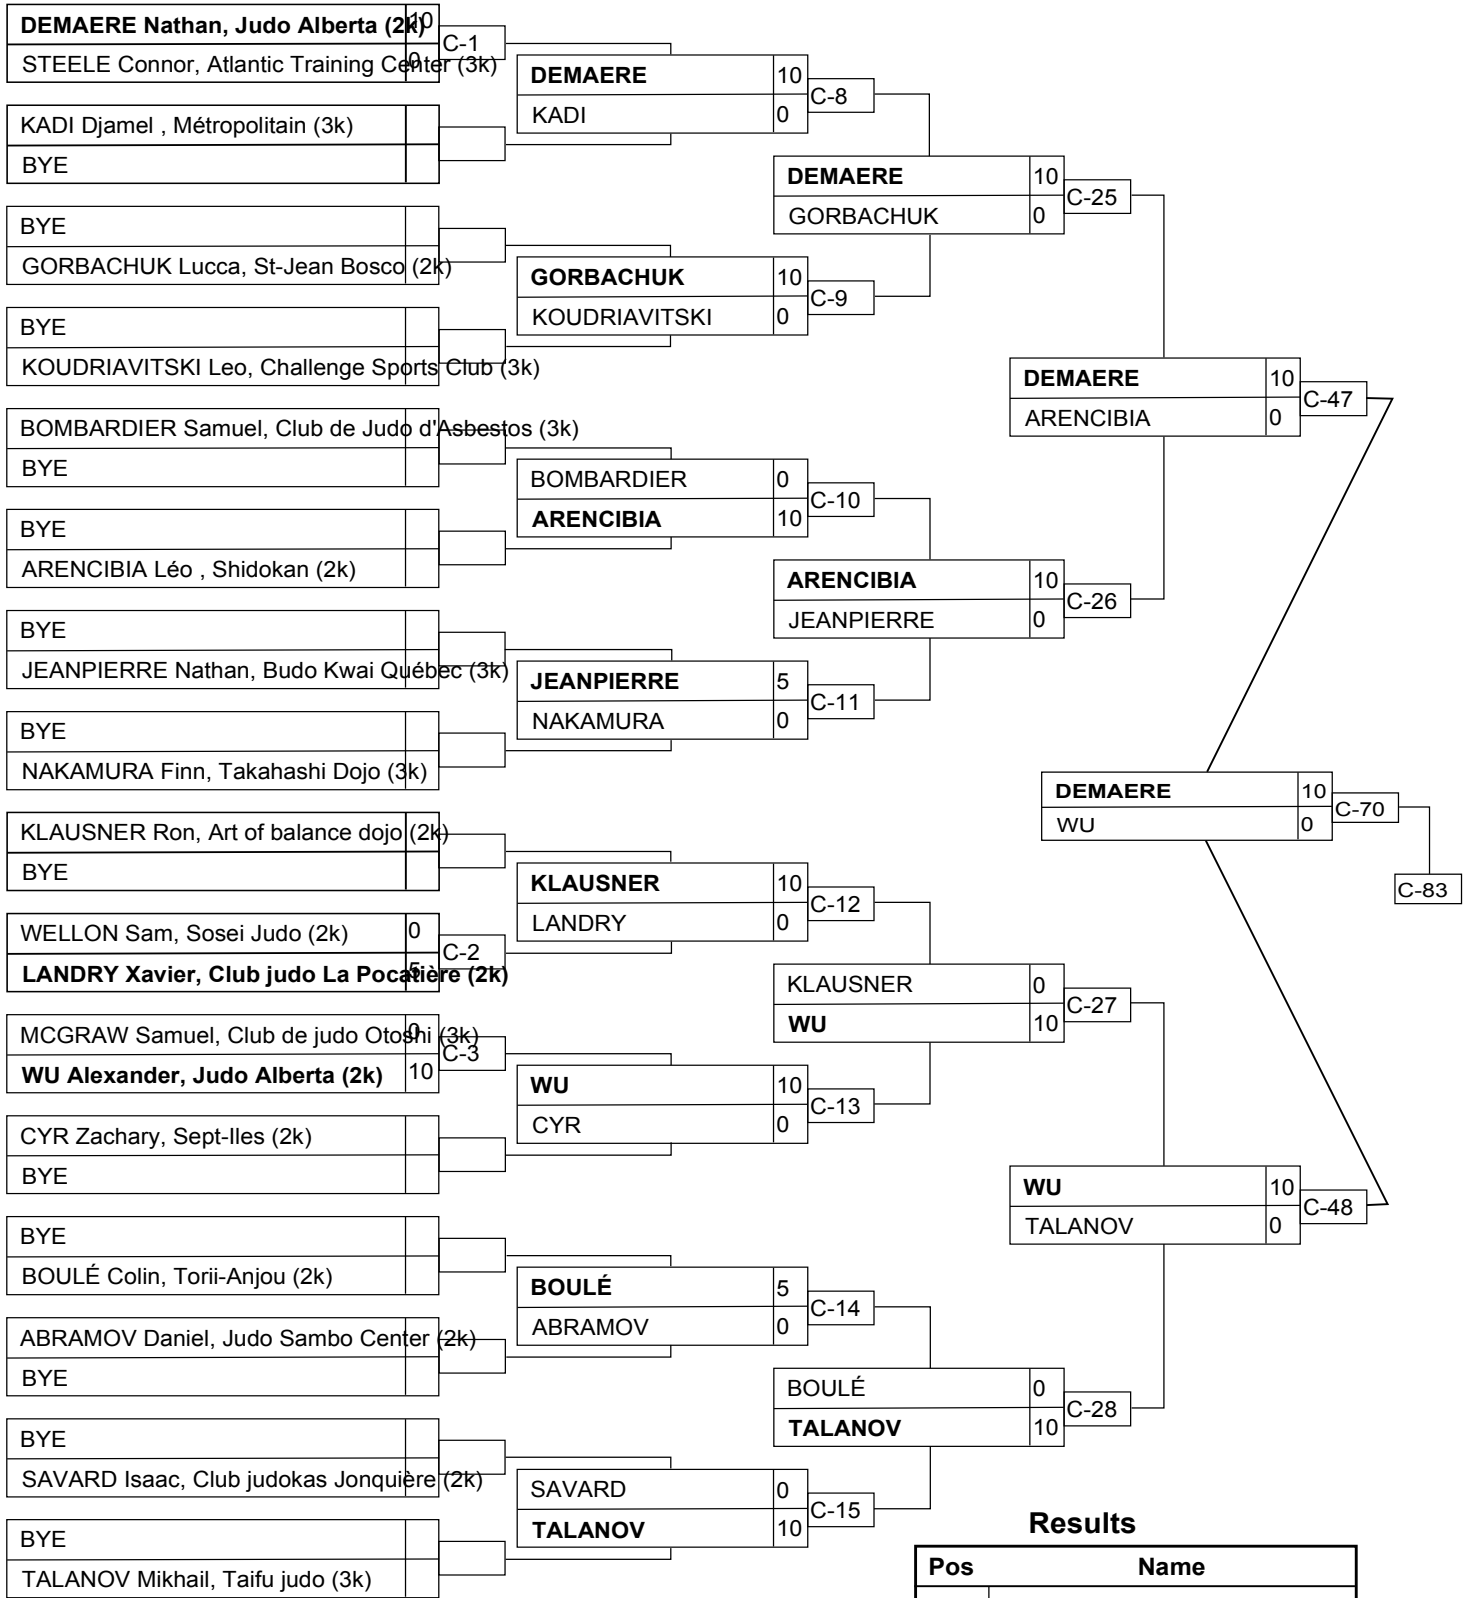 DEMAERE Nathan, Judo Alberta (2k) 10
STEELE Connor, Atlantic Training Center (3k) 0
C-1
KADI Djamel , Métropolitain (3k)
BYE
BYE
GORBACHUK Lucca, St-Jean Bosco (2k)
BYE
KOUDRIAVITSKI Leo, Challenge Sports Club (3k)
BOMBARDIER Samuel, Club de Judo d'Asbestos (3k)
BYE
BYE
ARENCIBIA Léo , Shidokan (2k)
BYE
JEANPIERRE Nathan, Budo Kwai Québec (3k)
BYE
NAKAMURA Finn, Takahashi Dojo (3k)
KLAUSNER Ron, Art of balance dojo (2k)
BYE
WELLON Sam, Sosei Judo (2k) 0
LANDRY Xavier, Club judo La Pocatière (2k) 5
C-2
MCGRAW Samuel, Club de judo Otoshi (3k) 0
WU Alexander, Judo Alberta (2k) 10
C-3
CYR Zachary, Sept-Iles (2k)
BYE
BYE
BOULÉ Colin, Torii-Anjou (2k)
ABRAMOV Daniel, Judo Sambo Center (2k)
BYE
BYE
SAVARD Isaac, Club judokas Jonquière (2k)
BYE
TALANOV Mikhail, Taifu judo (3k)
DEMAERE 10
KADI 0
C-8
GORBACHUK 10
KOUDRIAVITSKI 0
C-9
BOMBARDIER 0
ARENCIBIA 10
C-10
JEANPIERRE 5
NAKAMURA 0
C-11
KLAUSNER 10
LANDRY 0
C-12
WU 10
CYR 0
C-13
BOULÉ 5
ABRAMOV 0
C-14
SAVARD 0
TALANOV 10
C-15
DEMAERE 10
GORBACHUK 0
C-25
ARENCIBIA 10
JEANPIERRE 0
C-26
KLAUSNER 0
WU 10
C-27
BOULÉ 0
TALANOV 10
C-28
DEMAERE 10
ARENCIBIA 0
C-47
WU 10
TALANOV 0
C-48
DEMAERE 10
WU 0
C-70
C-83
Results
Pos Name